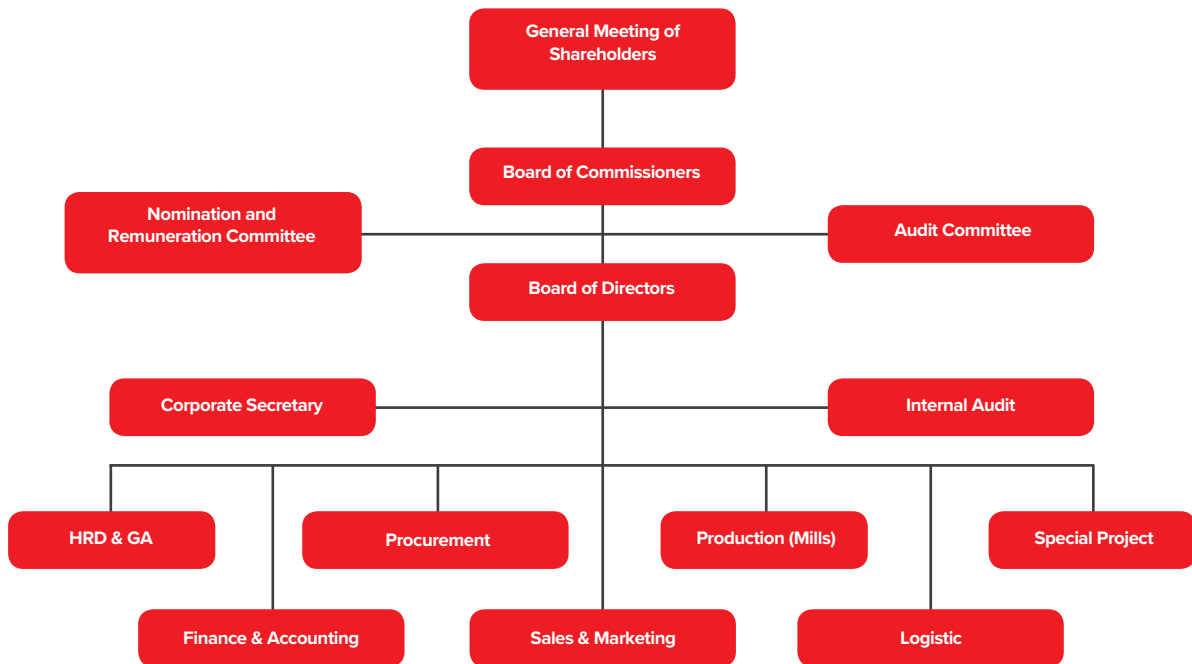 General Meeting of
Shareholders
Board of Commissioners
Nomination and
Remuneration Committee
Audit Committee
Board of Directors
Corporate Secretary
Internal Audit
HRD & GA
Procurement
Production (Mills)
Special Project
Finance & Accounting
Sales & Marketing
Logistic